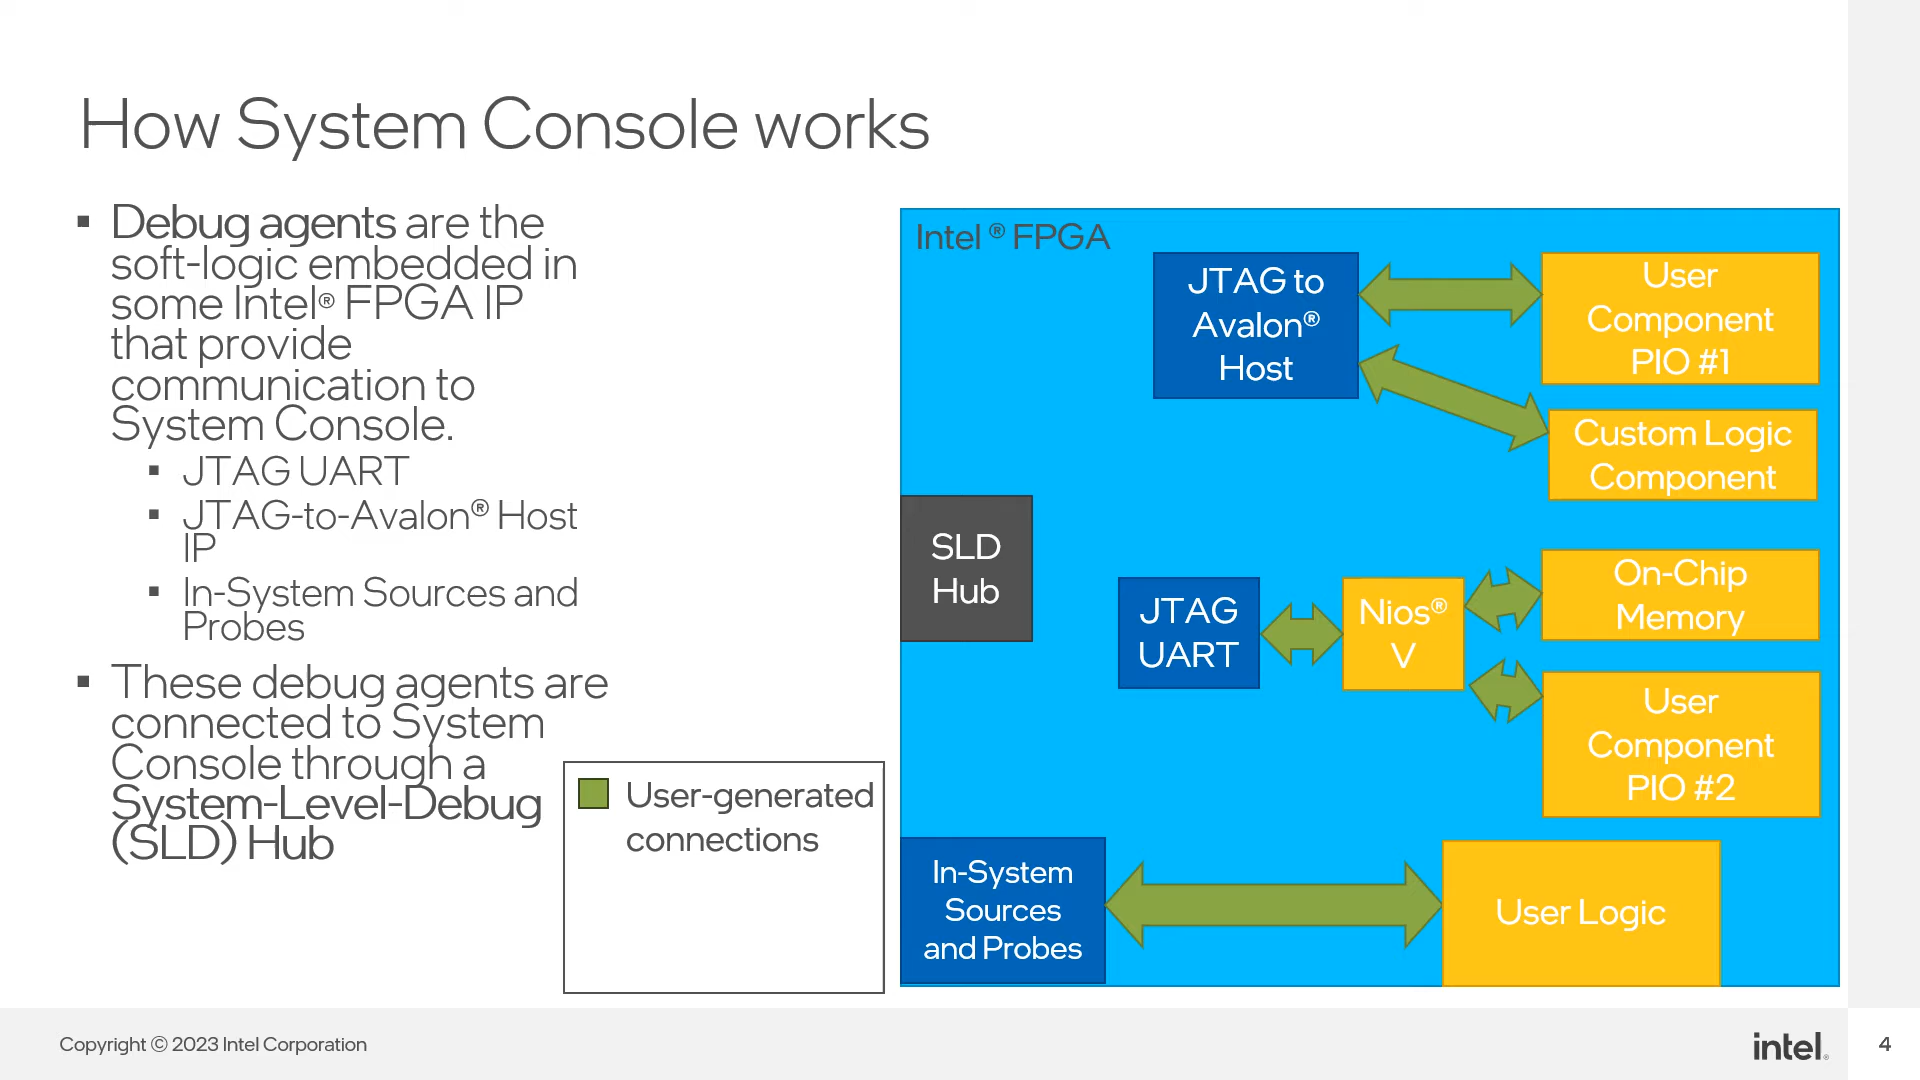 How System Console works
Debug agents are the
soft-logic embedded in
some Intel® FPGA IP
that provide
communication to
System Console.
JTAG UART
JTAG-to-Avalon® Host
IP
In-System Sources and
Probes
These debug agents are
connected to System
Console through a
System-Level-Debug
(SLD) Hub
User-generated
connections
Intel ® FPGA
JTAG to
Avalon®
Host
User
Component
PIO #1
Custom Logic
Component
SLD
Hub
JTAG
UART
Nios®
V
On-Chip
Memory
User
Component
PIO #2
In-System
Sources
and Probes
User Logic
Copyright © 2023 Intel Corporation
intel®
4